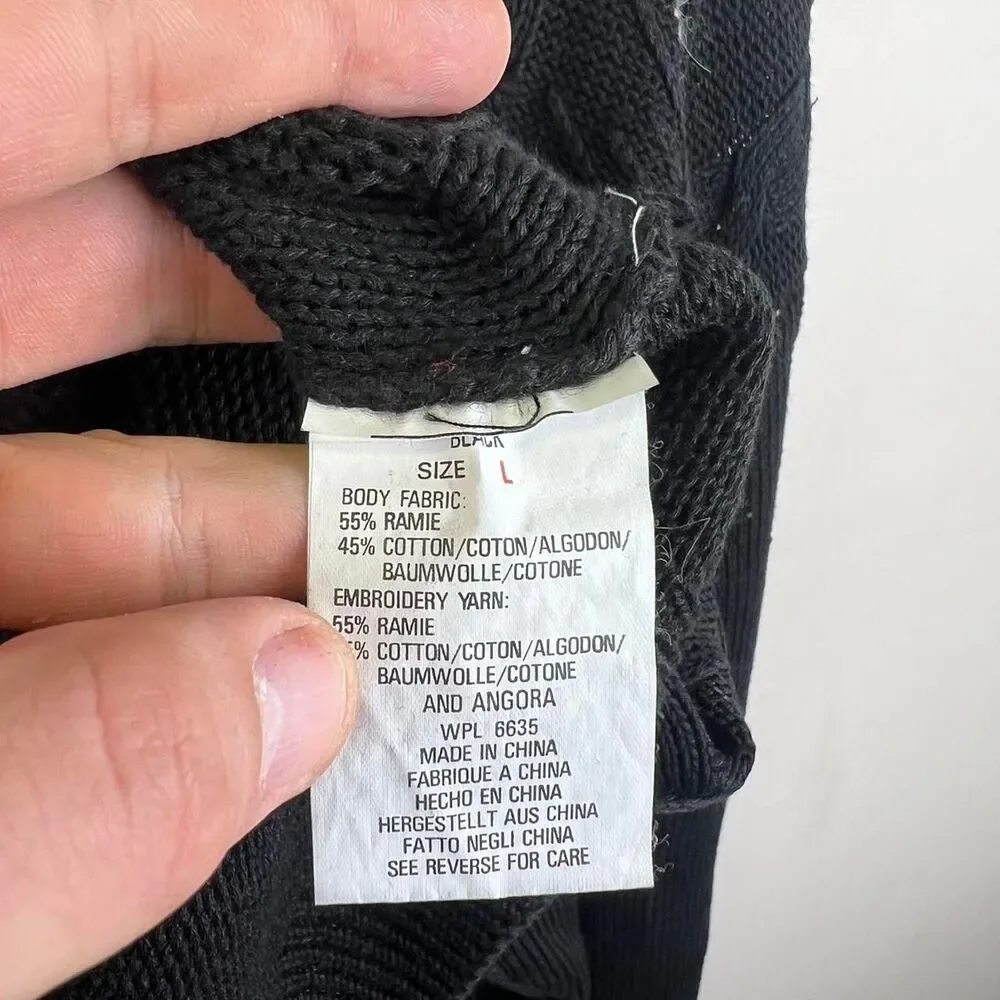 BLACK
SIZE L
BODY FABRIC:
55% RAMIE
45% COTTON/COTON/ALGODON/
BAUMWOLLE/COTONE
EMBROIDERY YARN:
55% RAMIE
5% COTTON/COTON/ALGODON/
BAUMWOLLE/COTONE
AND ANGORA
WPL 6635
MADE IN CHINA
FABRIQUE A CHINA
HECHO EN CHINA
HERGESTELLT AUS CHINA
FATTO NEGLI CHINA
SEE REVERSE FOR CARE